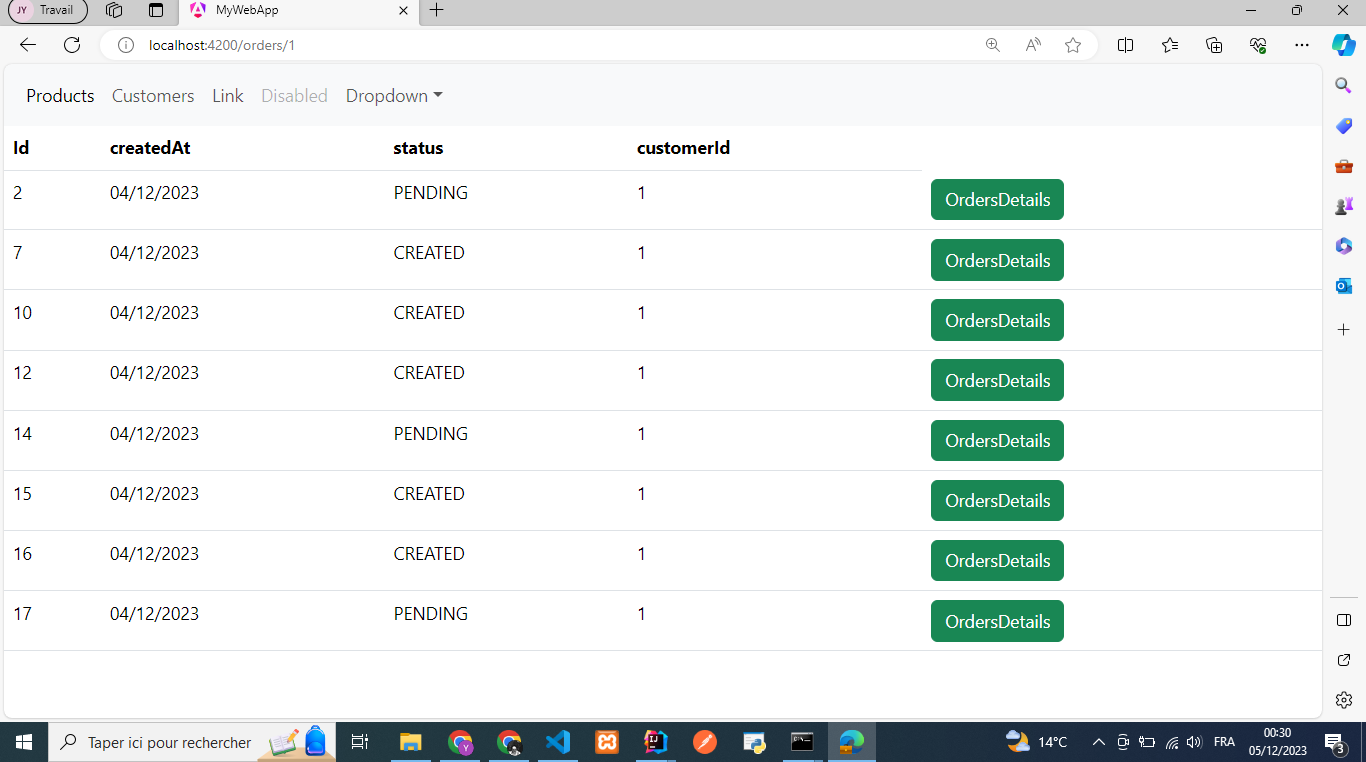 JY Travail MyWebApp
localhost:4200/orders/1
Products Customers Link Disabled Dropdown
Id createdAt status customerId
2 04/12/2023 PENDING 1 OrdersDetails
7 04/12/2023 CREATED 1 OrdersDetails
10 04/12/2023 CREATED 1 OrdersDetails
12 04/12/2023 CREATED 1 OrdersDetails
14 04/12/2023 PENDING 1 OrdersDetails
15 04/12/2023 CREATED 1 OrdersDetails
16 04/12/2023 CREATED 1 OrdersDetails
17 04/12/2023 PENDING 1 OrdersDetails
Taper ici pour rechercher 14°C FRA 00:30
05/12/2023 3